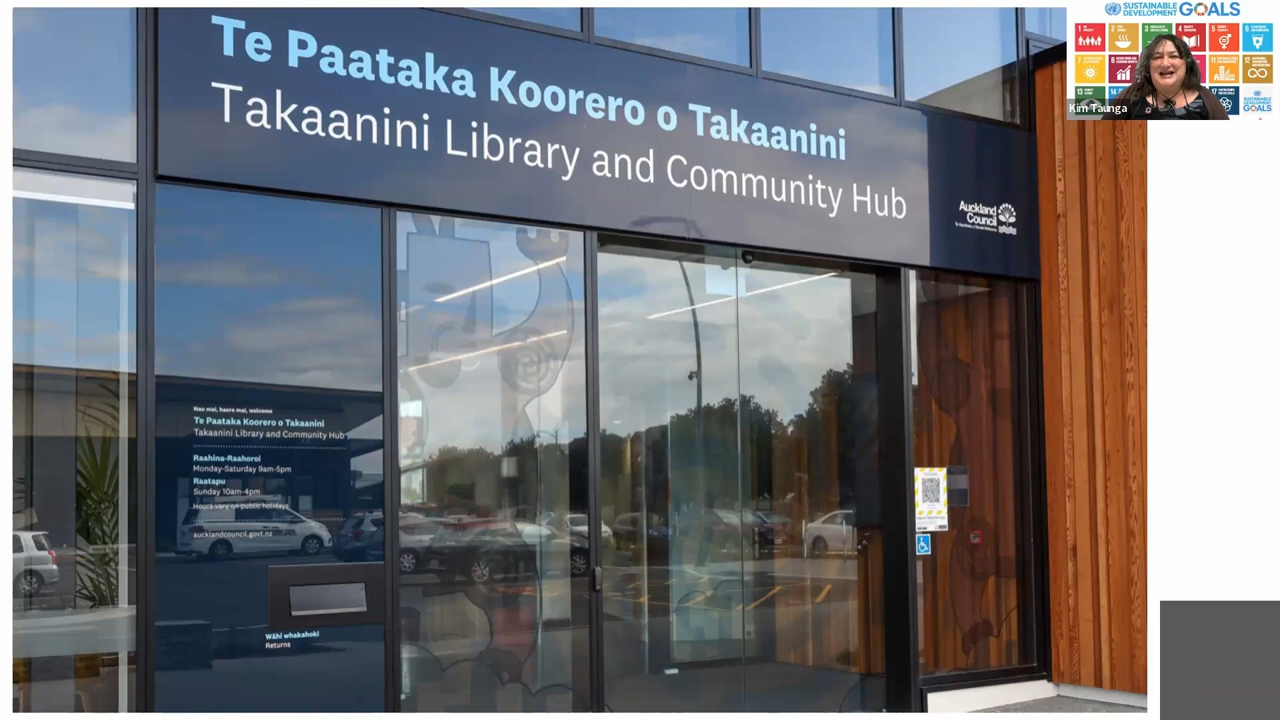 Te Paataka Koorero o Takaanini
Takaanini Library and Community Hub
Auckland
Council
Nau mai, haere mai, welcome
Te Paataka Koorero o Takaanini
Takaanini Library and Community Hub
Raahina-Raahoroi
Monday-Saturday 9am-5pm
Raatapu
Sunday 10am-4pm
Hours vary on public holidays
aucklandcouncil.govt.nz
Wāhi whakahoki
Returns
SUSTAINABLE
DEVELOPMENT
GOALS
Kim Taunga